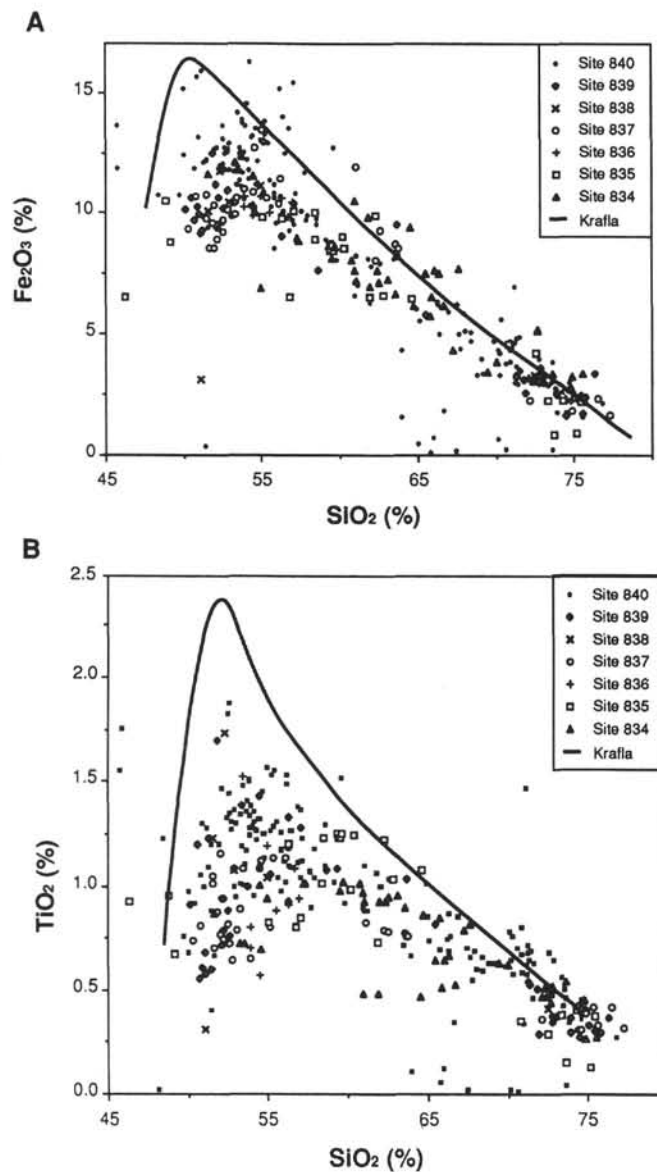 A
Fe2O3 (%)
15
10
5
0
45
55
65
75
SiO2 (%)
Site 840
Site 839
Site 838
Site 837
Site 836
Site 835
Site 834
Krafla
B
TiO2 (%)
2.5
2.0
1.5
1.0
0.5
0.0
45
55
65
75
SiO2 (%)
Site 840
Site 839
Site 838
Site 837
Site 836
Site 835
Site 834
Krafla